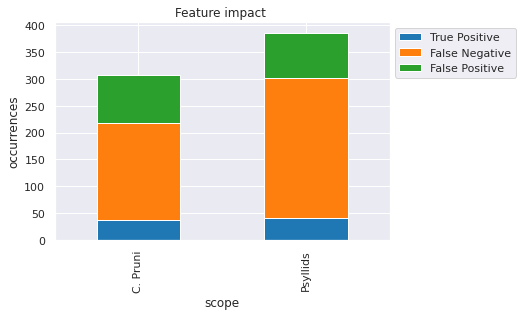 Feature impact
True Positive
False Negative
False Positive
occurrences
400
350
300
250
200
150
100
50
0
C. Pruni
Psyllids
scope